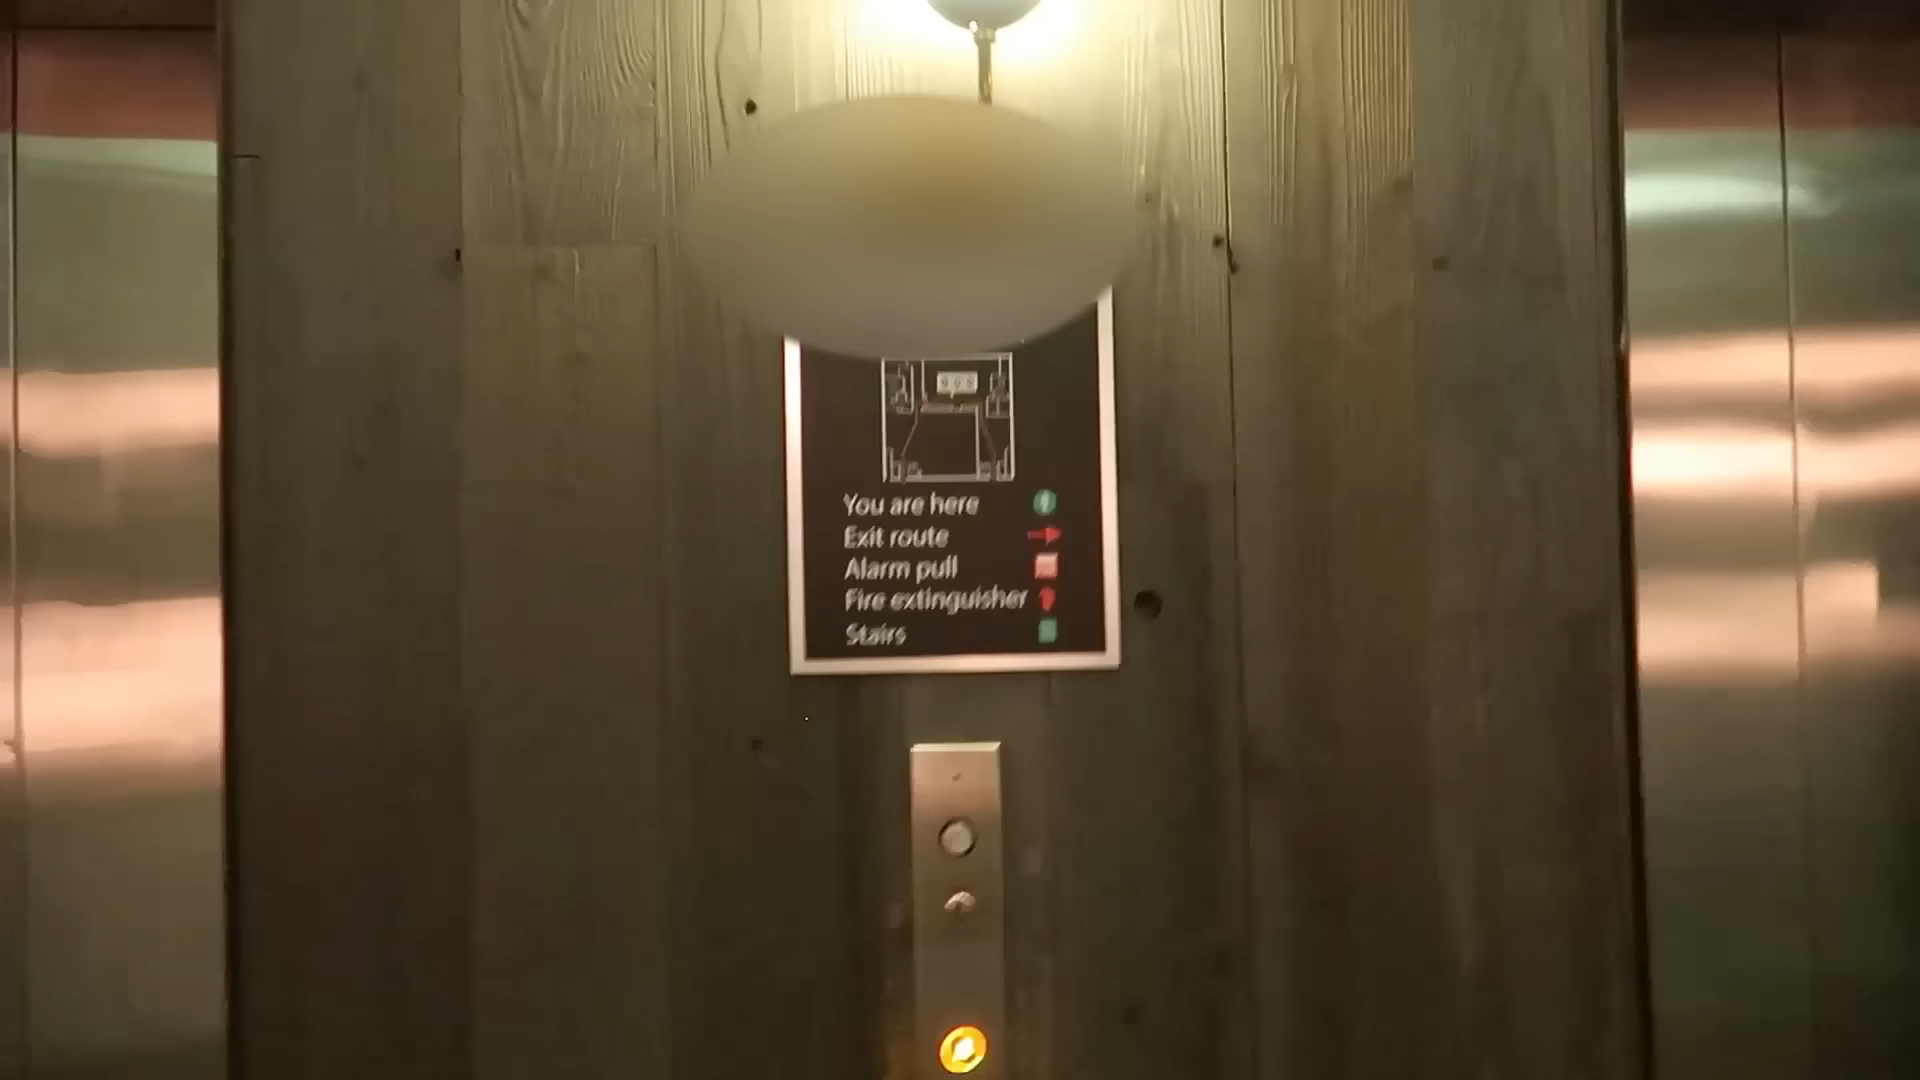 You are here
Exit route
Alarm pull
Fire extinguisher
Stairs